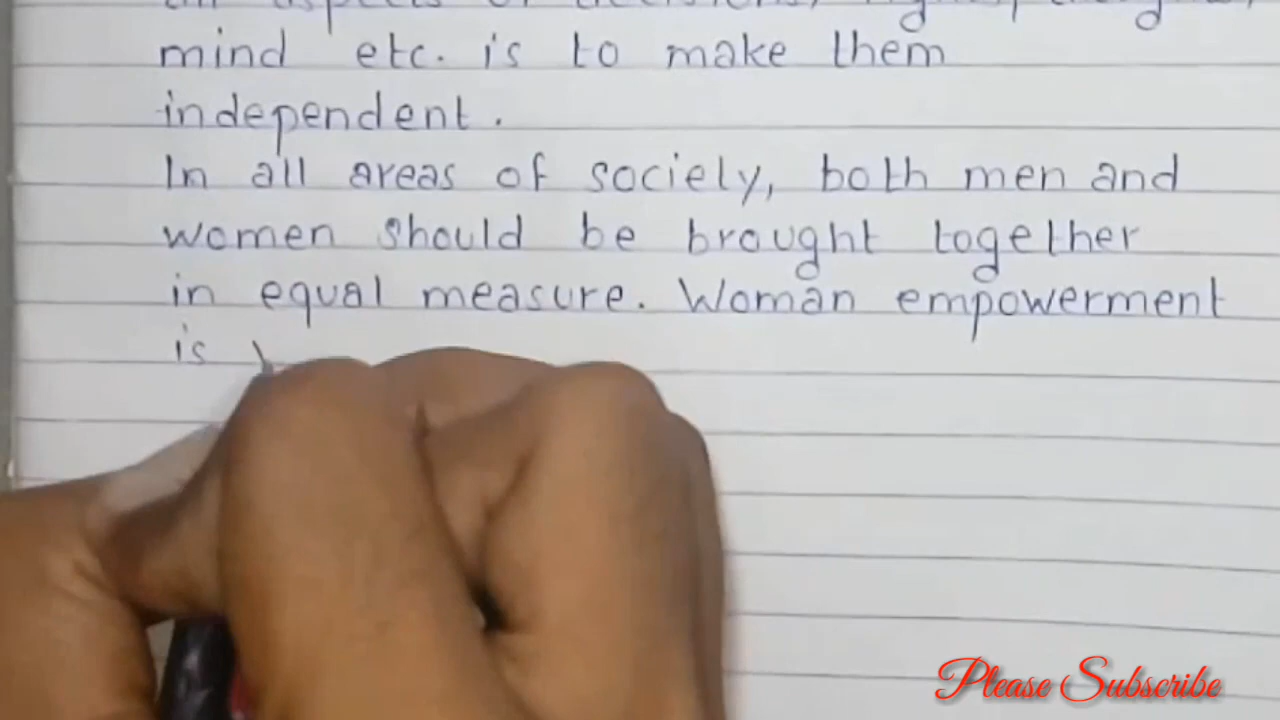 mind etc. is to make them
independent.
In all areas of sociely, both men and
women should be brought together
in equal measure. Woman empowerment
is
Please Subscribe